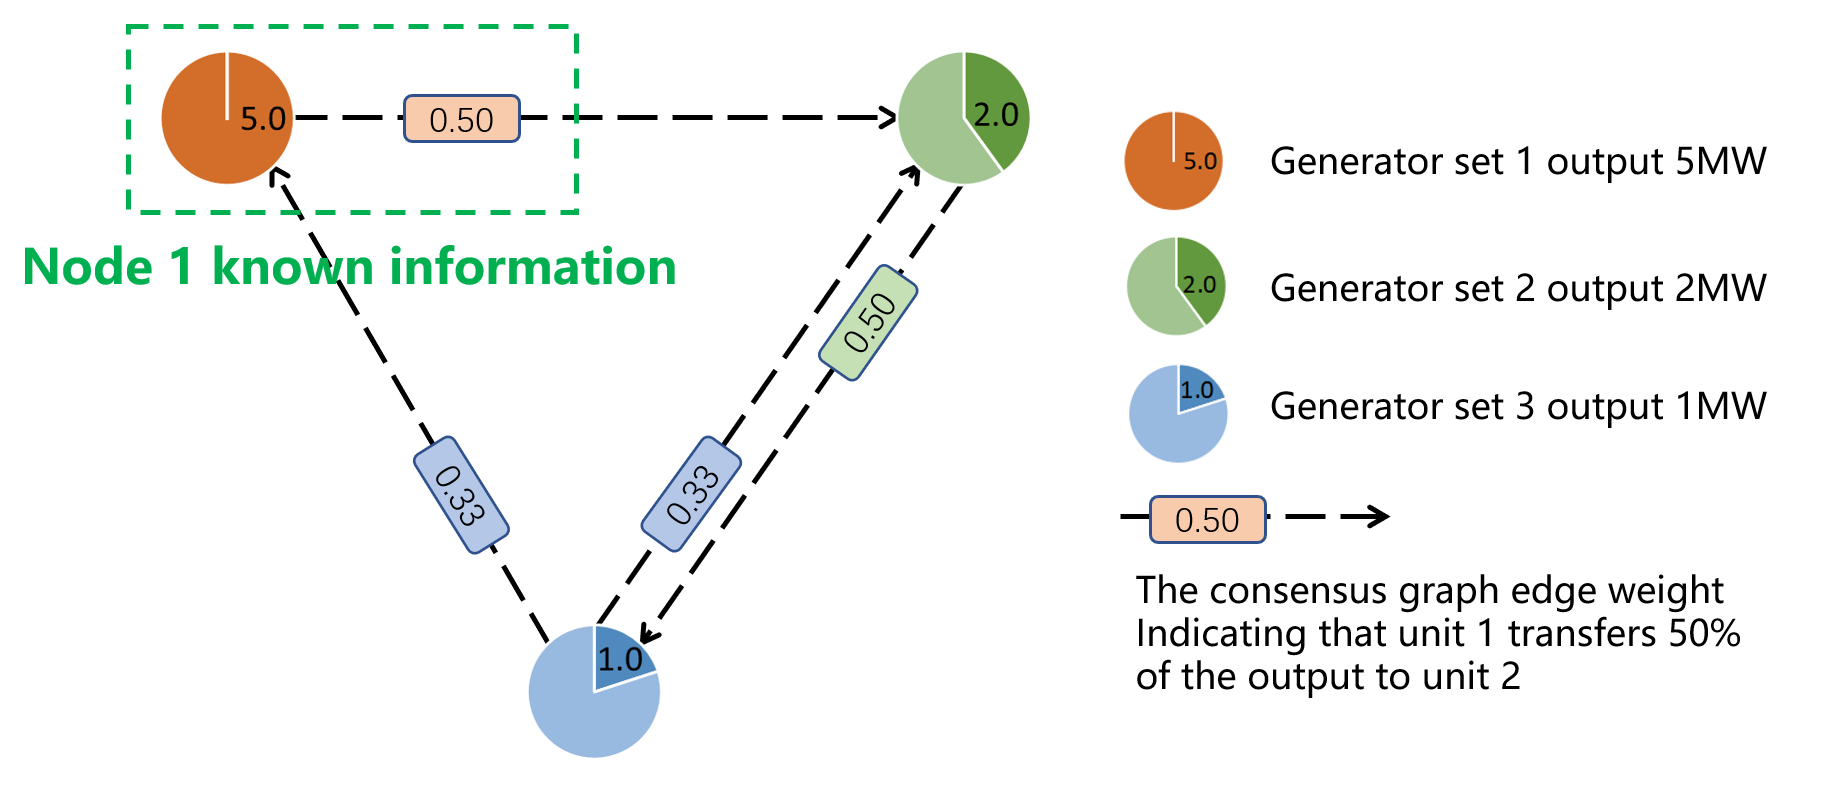 5.0
0.50
2.0
Node 1 known information
0.50
0.33
0.33
1.0
5.0
Generator set 1 output 5MW
2.0
Generator set 2 output 2MW
1.0
Generator set 3 output 1MW
0.50
The consensus graph edge weight
Indicating that unit 1 transfers 50%
of the output to unit 2